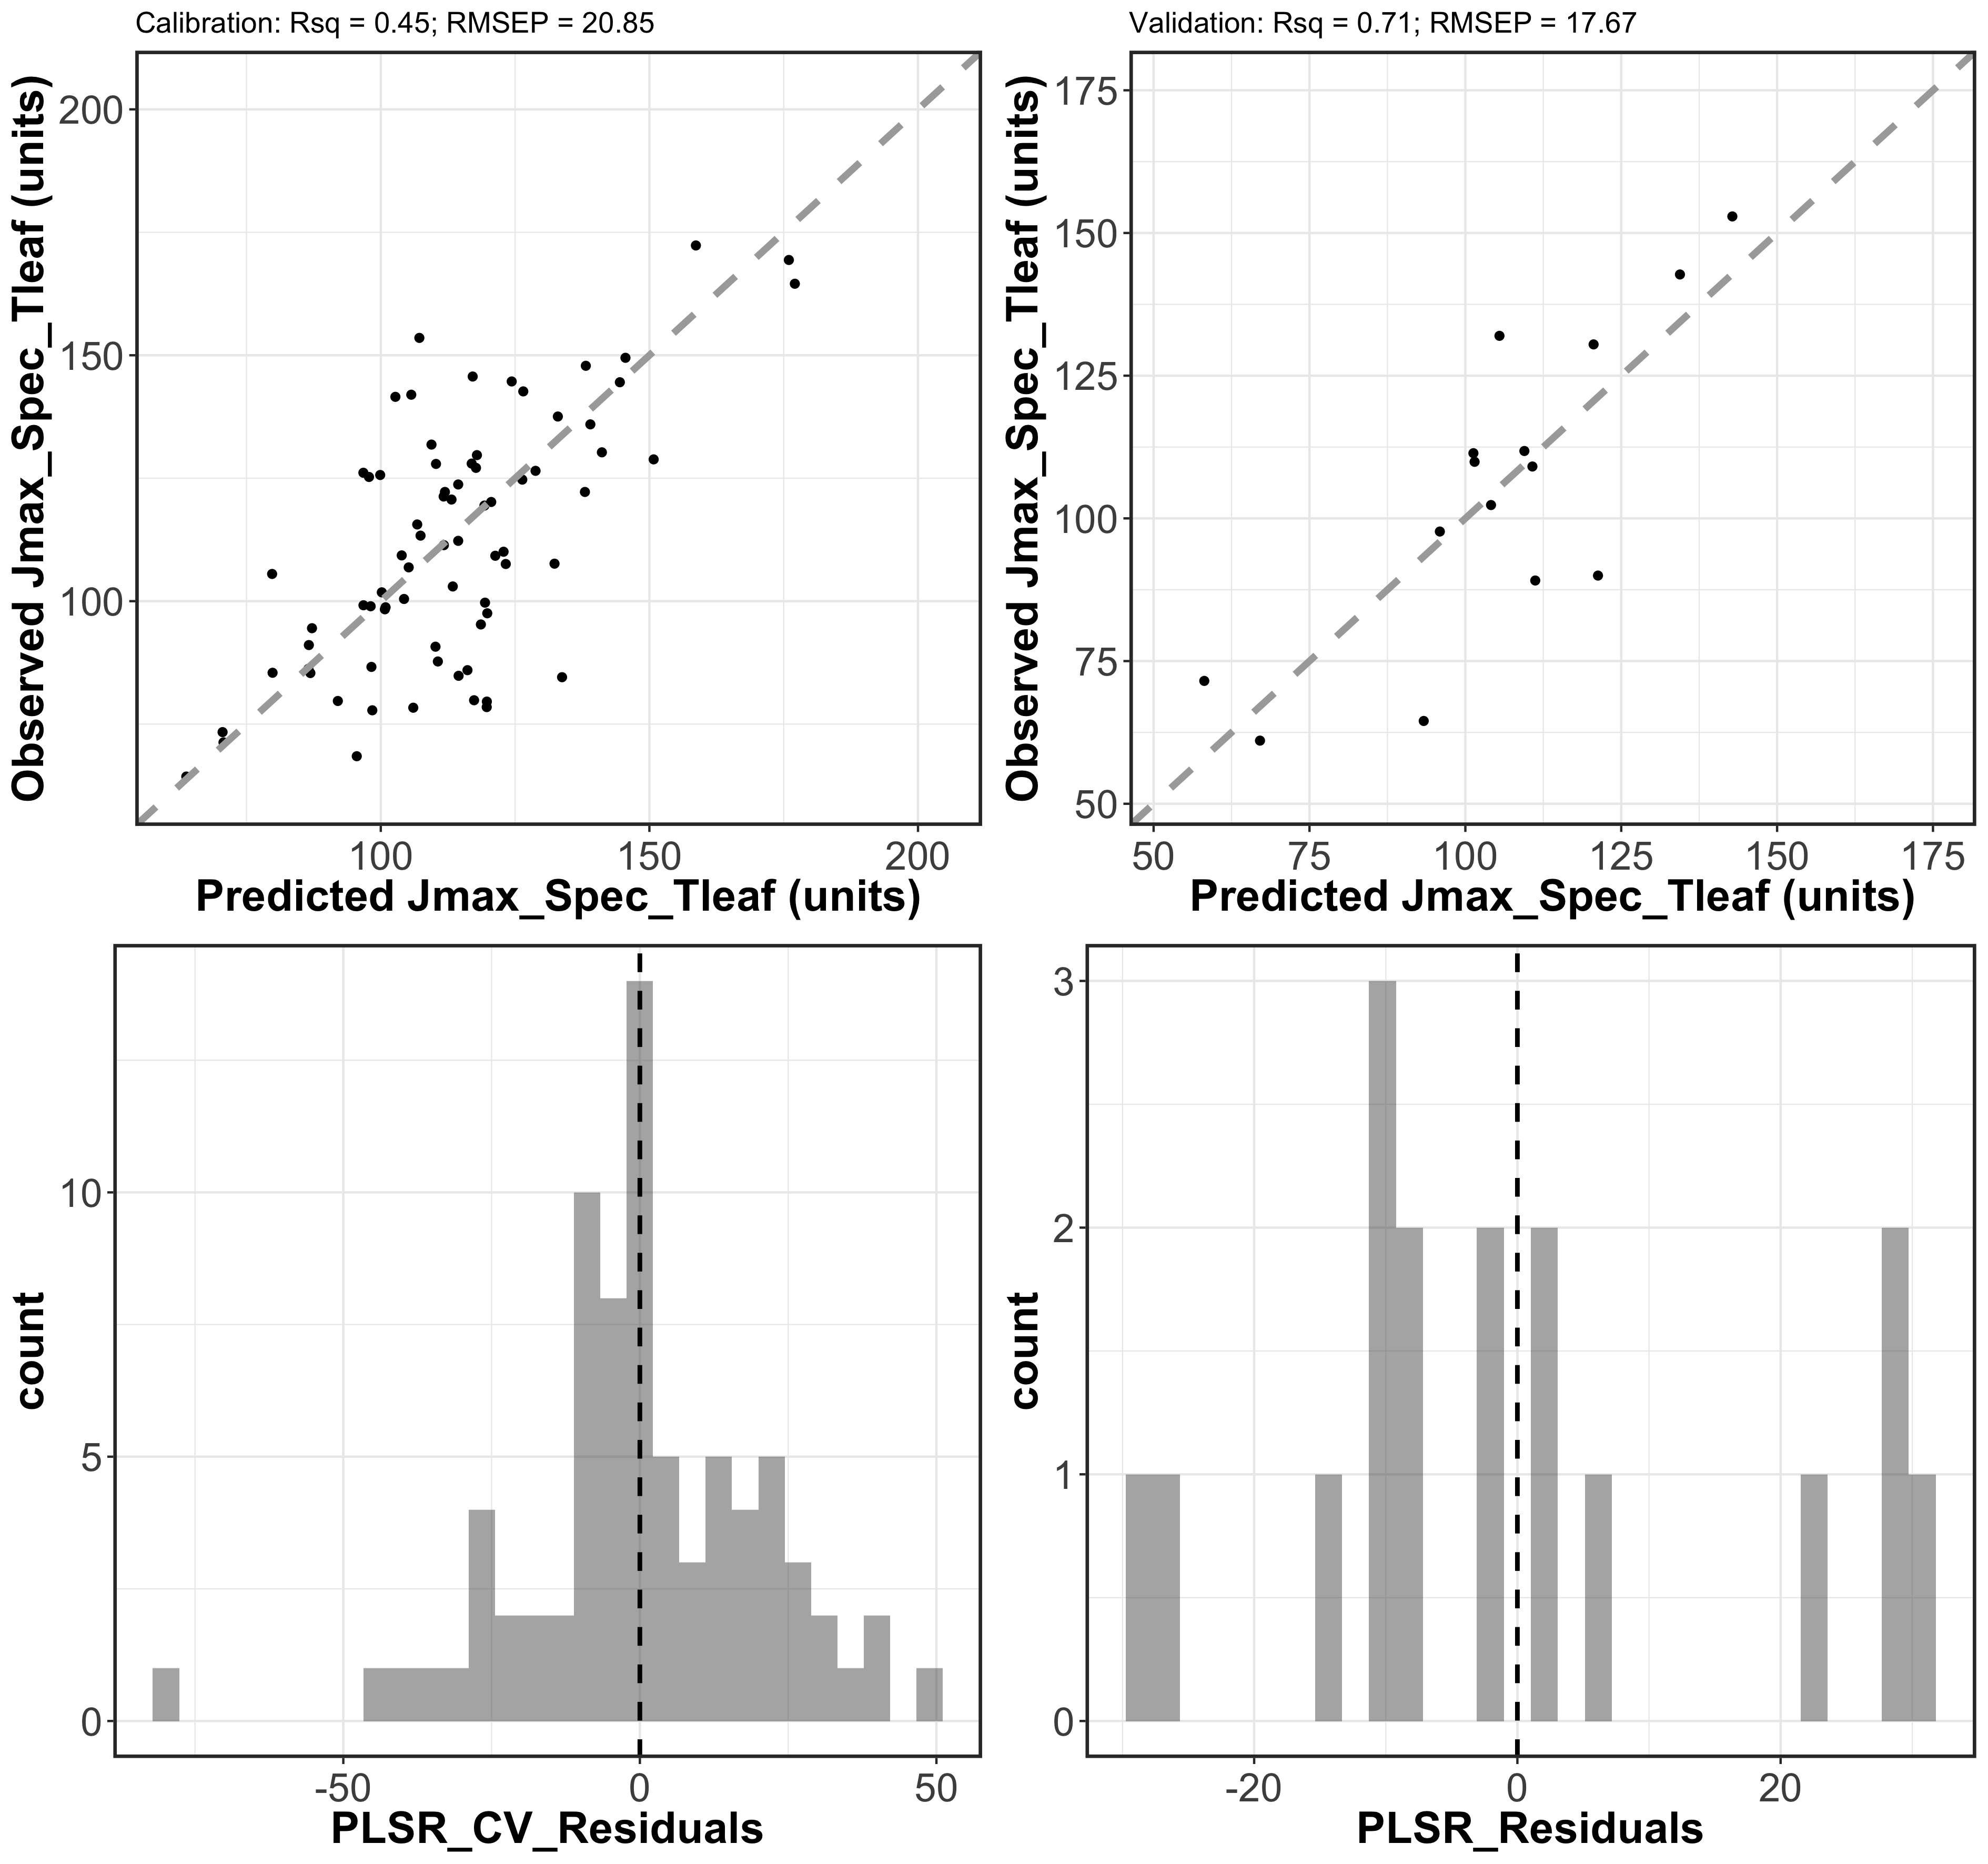 Calibration: Rsq = 0.45; RMSEP = 20.85
Observed Jmax_Spec_Tleaf (units)
200
150
100
100 150 200
Predicted Jmax_Spec_Tleaf (units)
Validation: Rsq = 0.71; RMSEP = 17.67
Observed Jmax_Spec_Tleaf (units)
175
150
125
100
75
50
50 75 100 125 150 175
Predicted Jmax_Spec_Tleaf (units)
count
10
5
0
-50 0 50
PLSR_CV_Residuals
count
3
2
1
0
-20 0 20
PLSR_Residuals